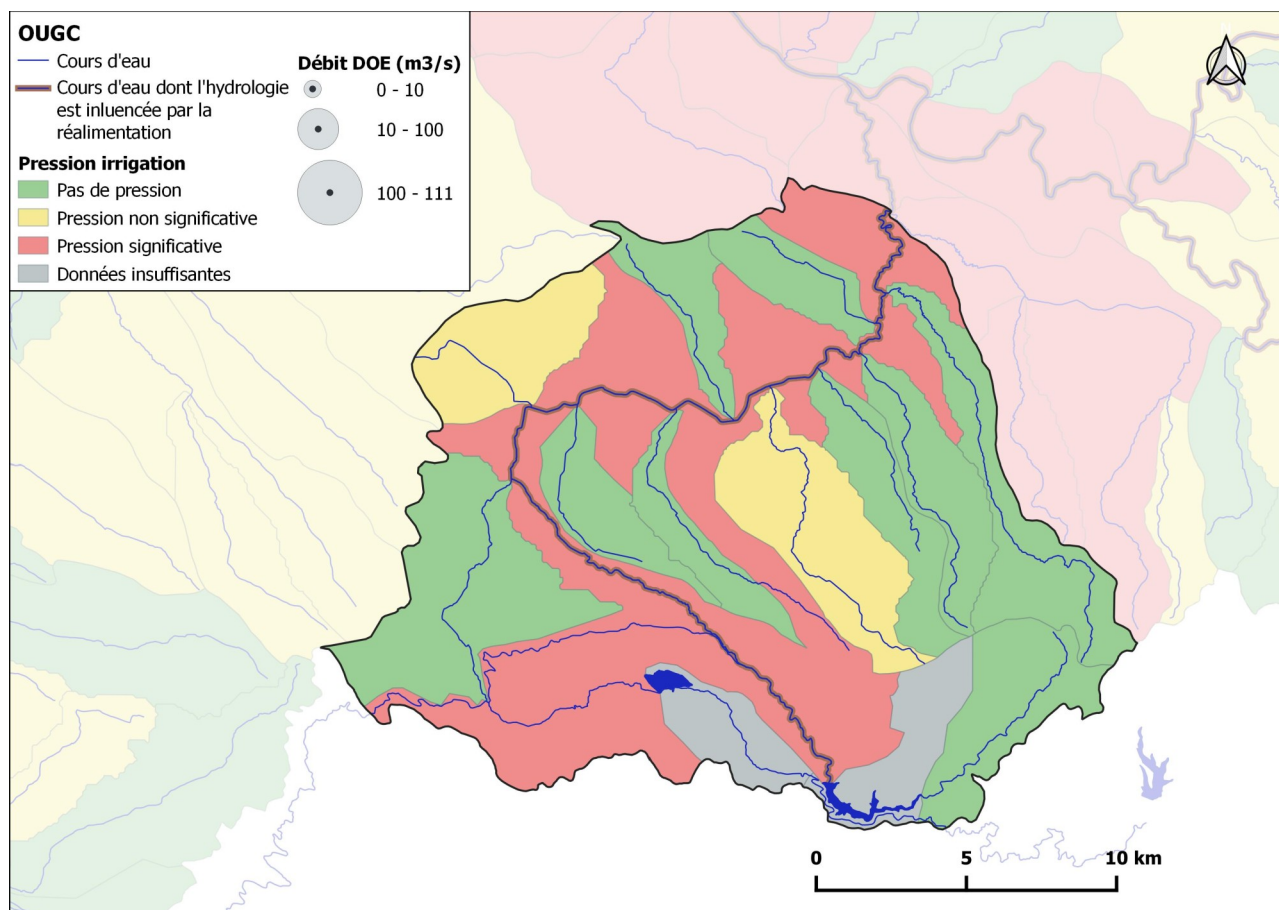 OUGC
Cours d'eau
Cours d'eau dont l'hydrologie
est inluencée par la
réalimentation
Débit DOE (m3/s)
0 - 10
10 - 100
100 - 111
Pression irrigation
Pas de pression
Pression non significative
Pression significative
Données insuffisantes
0 5 10 km